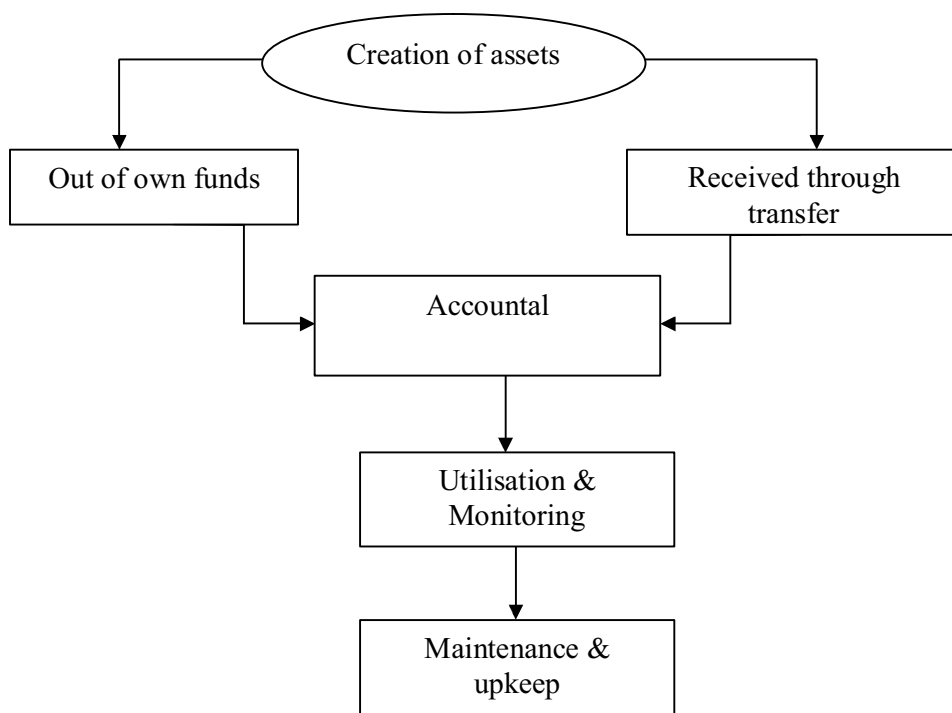 Creation of assets
Out of own funds
Received through
transfer
Accountal
Utilisation &
Monitoring
Maintenance &
upkeep